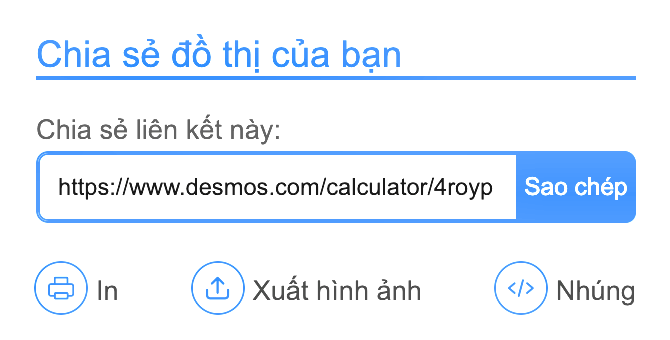 Chia sẻ đồ thị của bạn
Chia sẻ liên kết này:
https://www.desmos.com/calculator/4royp
Sao chép
In
Xuất hình ảnh
Nhúng